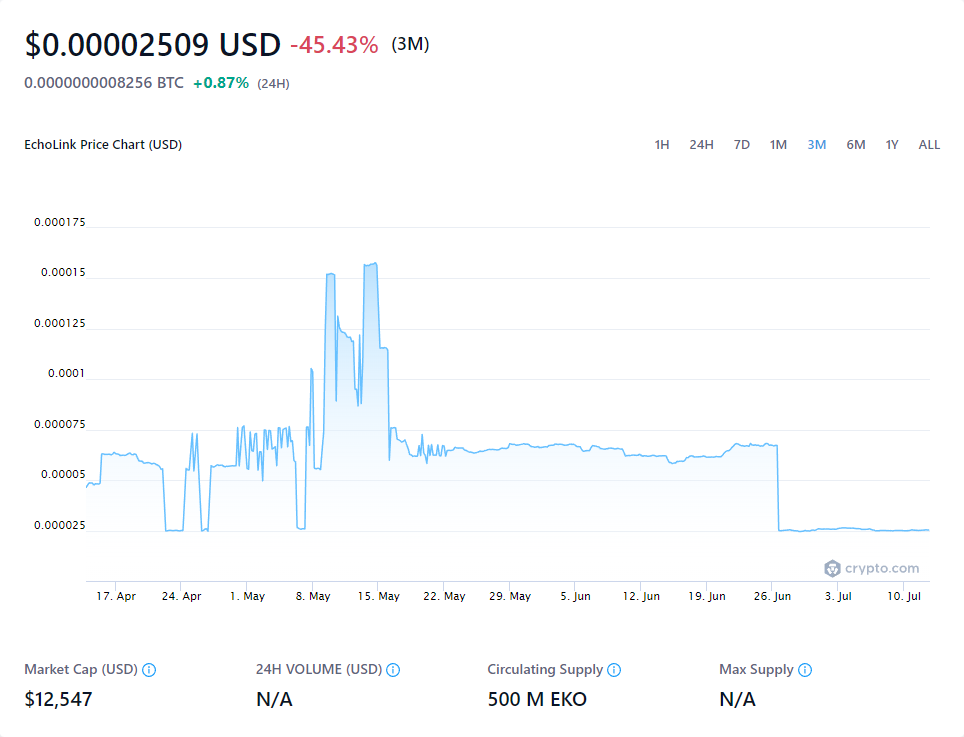 $0.00002509 USD -45.43% (3M)
0.0000000008256 BTC +0.87% (24H)
EchoLink Price Chart (USD) 1H 24H 7D 1M 3M 6M 1Y ALL
0.000175
0.00015
0.000125
0.0001
0.000075
0.00005
0.000025
crypto.com
17. Apr 24. Apr 1. May 8. May 15. May 22. May 29. May 5. Jun 12. Jun 19. Jun 26. Jun 3. Jul 10. Jul
Market Cap (USD) 24H VOLUME (USD) Circulating Supply Max Supply
$12,547 N/A 500 M EKO N/A